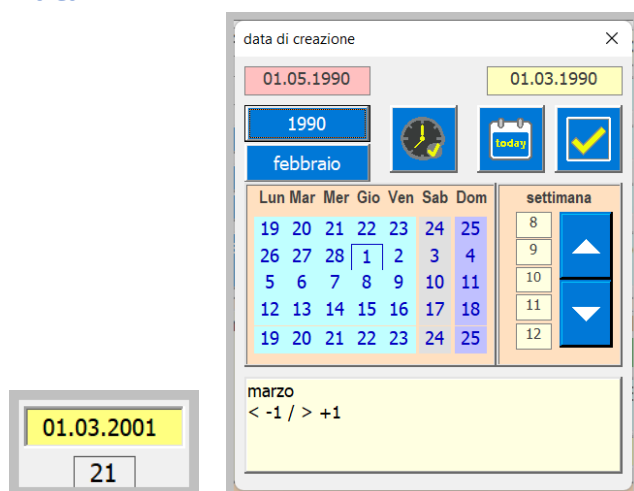 data di creazione
01.05.1990 01.03.1990
1990
today
febbraio
Lun Mar Mer Gio Ven Sab Dom settimana
19 20 21 22 23 24 25 8
26 27 28 1 2 3 4 9
5 6 7 8 9 10 11 10
12 13 14 15 16 17 18 11
19 20 21 22 23 24 25 12
marzo
< -1 / > +1
01.03.2001
21